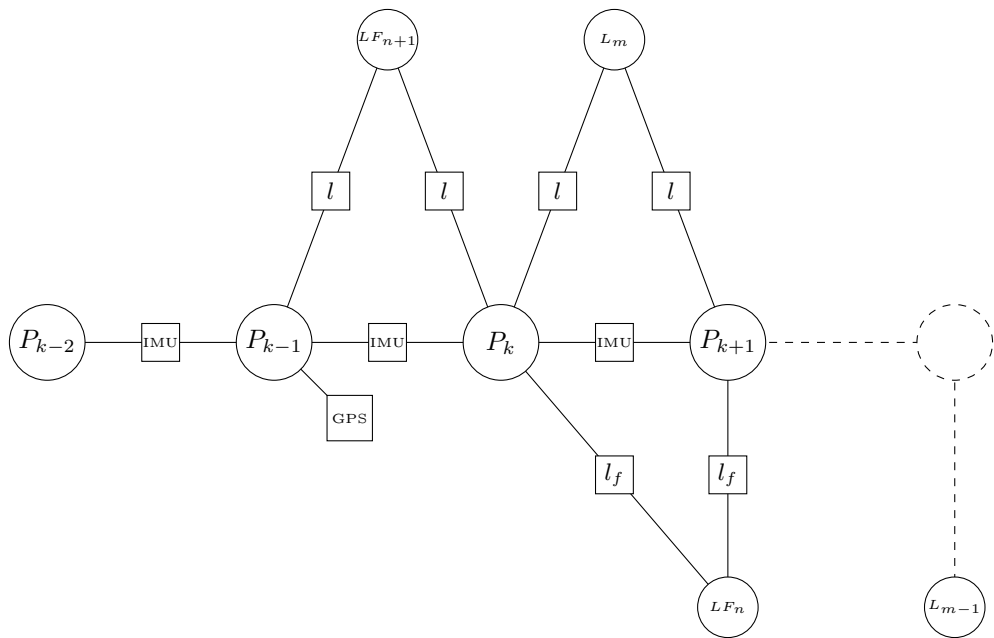 LF_{n+1} L_m
l l l l
P_{k-2} IMU P_{k-1} IMU P_k IMU P_{k+1}
GPS
l_f l_f
LF_n L_{m-1}